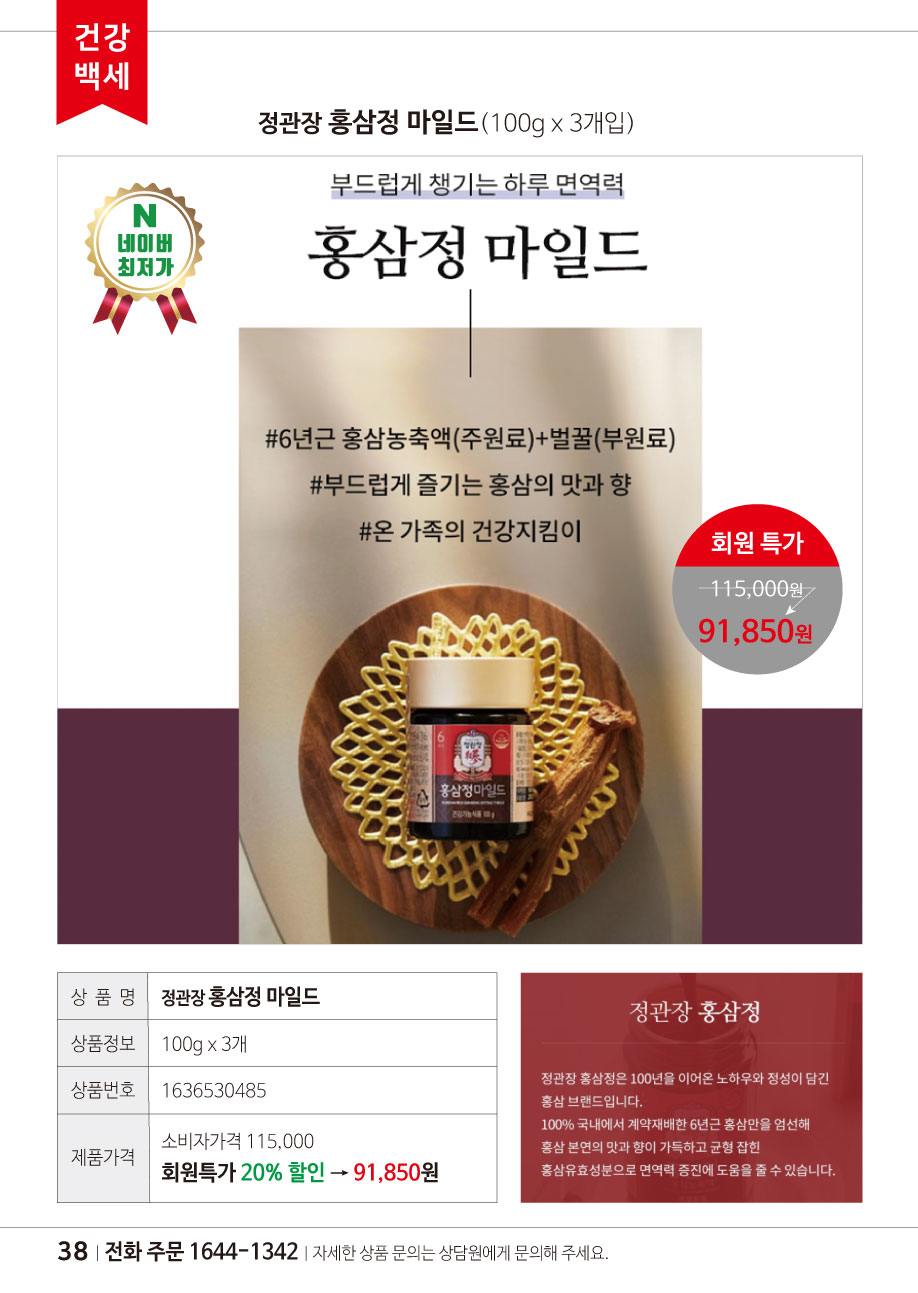 건강
백세
정관장 홍삼정 마일드(100g x 3개입)
부드럽게 챙기는 하루 면역력
홍삼정 마일드
N
네이버
최저가
#6년근 홍삼농축액(주원료)+벌꿀(부원료)
#부드럽게 즐기는 홍삼의 맛과 향
#온 가족의 건강지킴이
회원 특가
115,000원
91,850원
6
정관장
홍삼정마일드
건강기능식품 100 g
상 품 명 정관장 홍삼정 마일드
상품정보 100g x 3개
상품번호 1636530485
제품가격 소비자가격 115,000
회원특가 20% 할인 → 91,850원
정관장 홍삼정
정관장 홍삼정은 100년을 이어온 노하우와 정성이 담긴
홍삼 브랜드입니다.
100% 국내에서 계약재배한 6년근 홍삼만을 엄선해
홍삼 본연의 맛과 향이 가득하고 균형 잡힌
홍삼유효성분으로 면역력 증진에 도움을 줄 수 있습니다.
38 | 전화 주문 1644-1342 | 자세한 상품 문의는 상담원에게 문의해 주세요.